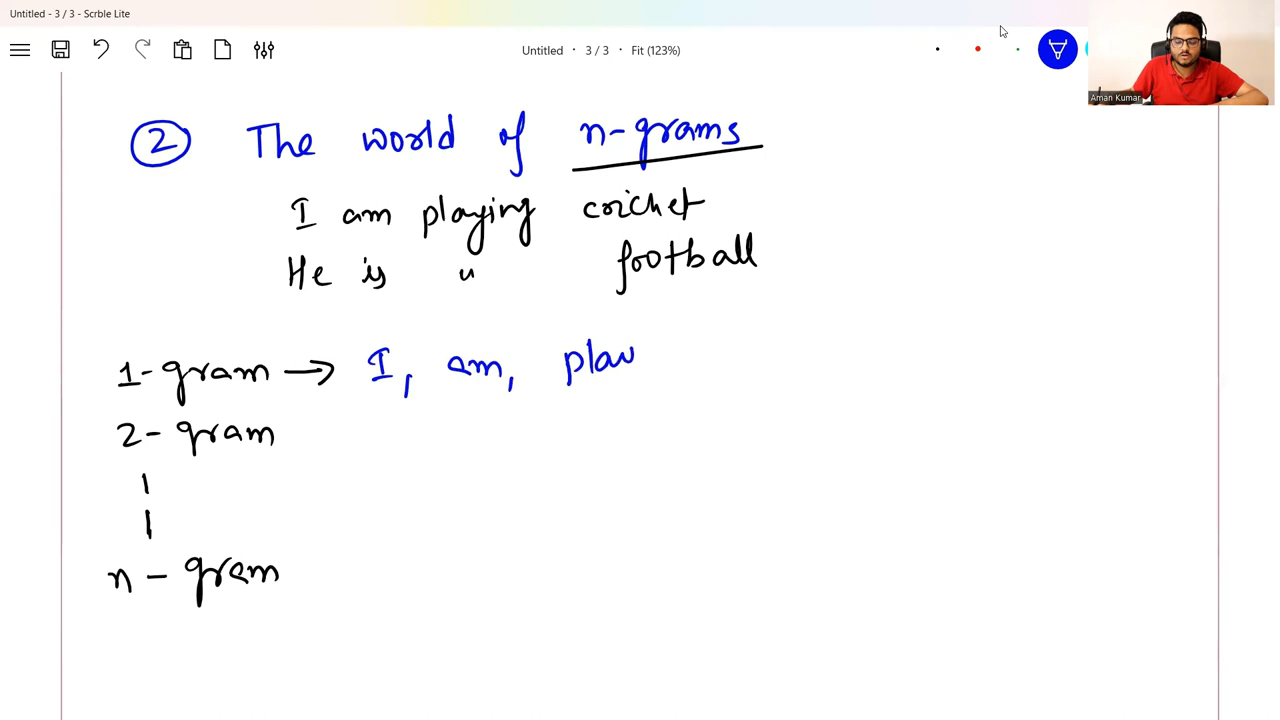 Untitled - 3 / 3 - Scrble Lite
Untitled • 3 / 3 • Fit (123%)
Aman Kumar
② The world of n-grams
I am playing cricket
He is " football
1-gram → I, am, play
2- gram
n - gram